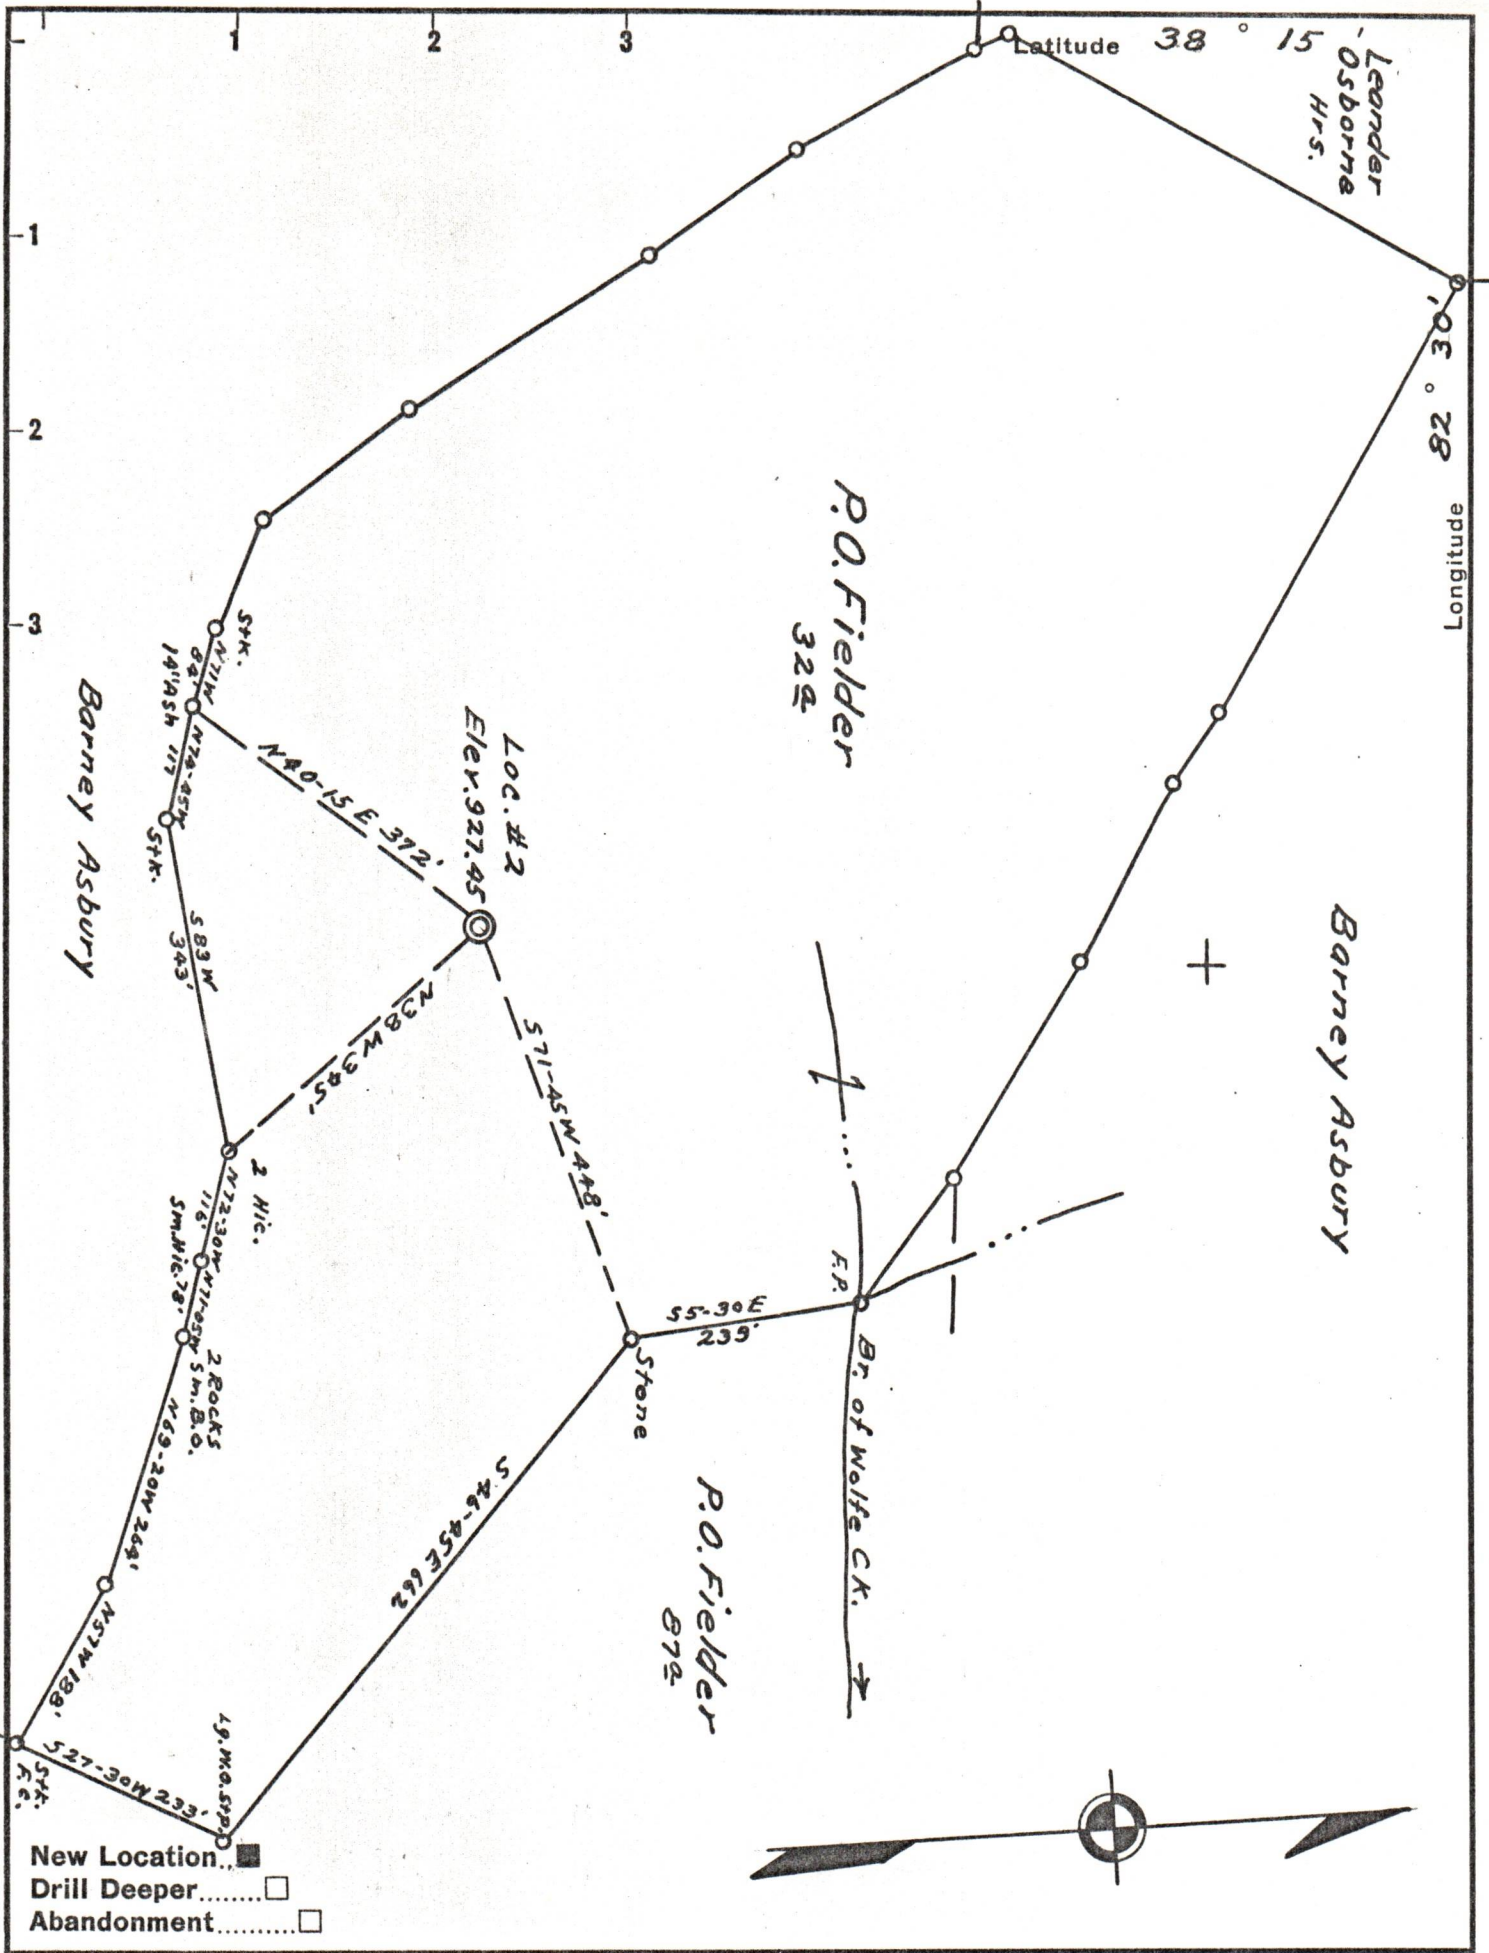 1 2 3
Latitude 38 ° 15 '
Leander
Osborne
Hrs.
82 ° 30 '
Longitude
1
2
3
P.O. Fielder
32a
Barney Asbury
Stk.
N71W
84'
14" Ash
N74-45W
117
Stk.
N40-15E 372'
Loc. #2
Elev. 927.45
Barney Asbury
S83W
343'
N38W 345'
S71-45W 448'
2 Hic.
N72-30W
116'
Sm. Hic.
N71-05W
78'
2 Rocks
Sm. B.O.
N69-20W 264'
F.P.
S5-30E
239'
Stone
Br. of Wolfe Ck.
P.O. Fielder
87a
S46-45E 662
N57W 188'
Stk.
F.C.
S27-30W 233'
Lg. W.O. Stp.
New Location..
Drill Deeper........
Abandonment..........